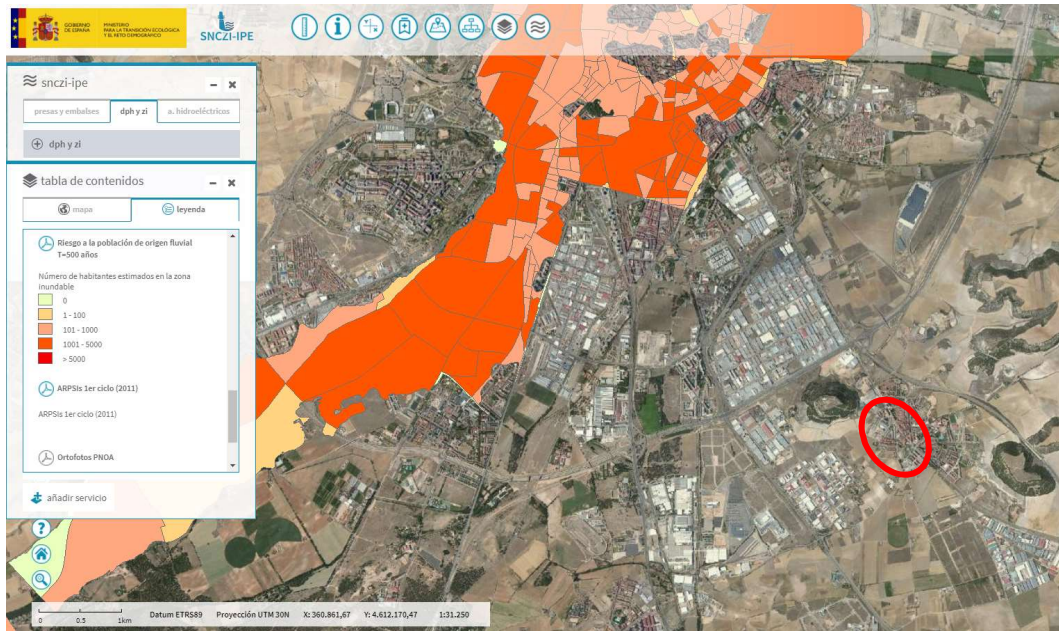 GOBIERNO
DE ESPAÑA
MINISTERIO
PARA LA TRANSICIÓN ECOLÓGICA
Y EL RETO DEMOGRÁFICO
SNCZI-IPE
snczi-ipe
presas y embalses
dph y zi
a. hidroeléctricos
dph y zi
tabla de contenidos
mapa
leyenda
Riesgo a la población de origen fluvial
T=500 años
Número de habitantes estimados en la zona
inundable
0
1 - 100
101 - 1000
1001 - 5000
> 5000
ARPSIs 1er ciclo (2011)
ARPSIs 1er ciclo (2011)
Ortofotos PNOA
añadir servicio
0 0.5 1km Datum ETRS89 Proyección UTM 30N X: 360.861,67 Y: 4.612.170,47 1:31.250